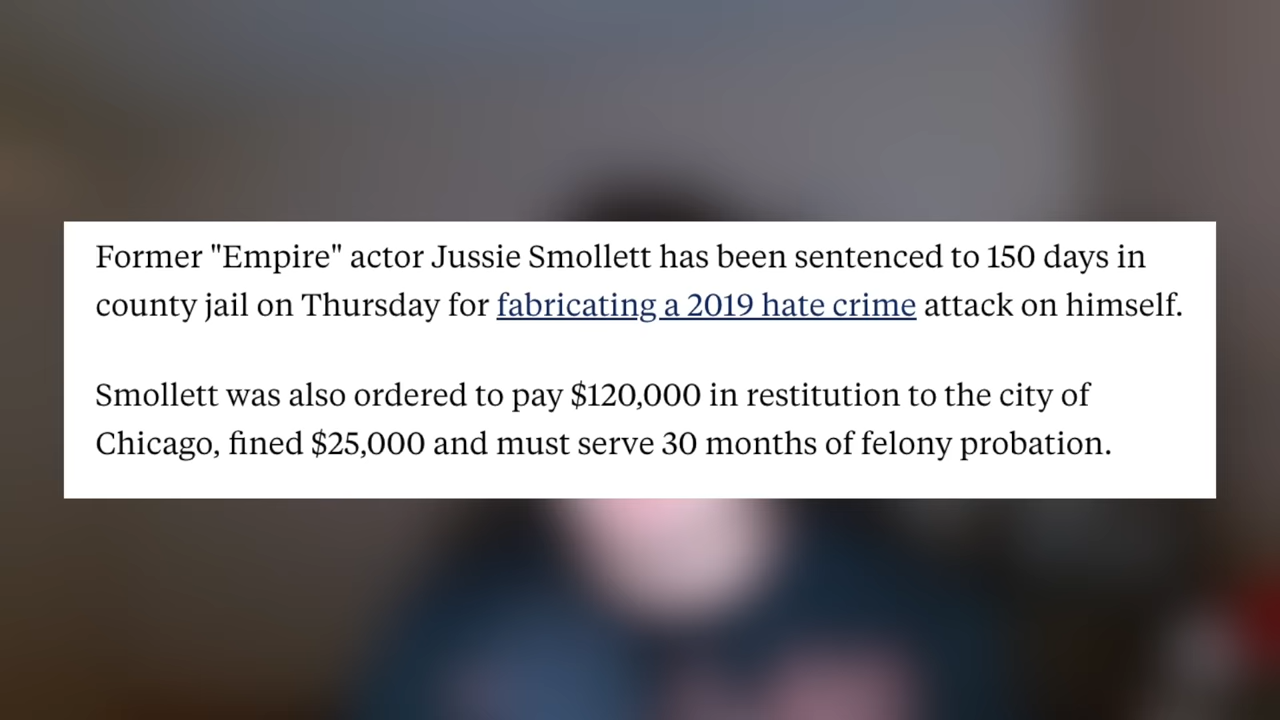 Former "Empire" actor Jussie Smollett has been sentenced to 150 days in
county jail on Thursday for fabricating a 2019 hate crime attack on himself.
Smollett was also ordered to pay $120,000 in restitution to the city of
Chicago, fined $25,000 and must serve 30 months of felony probation.